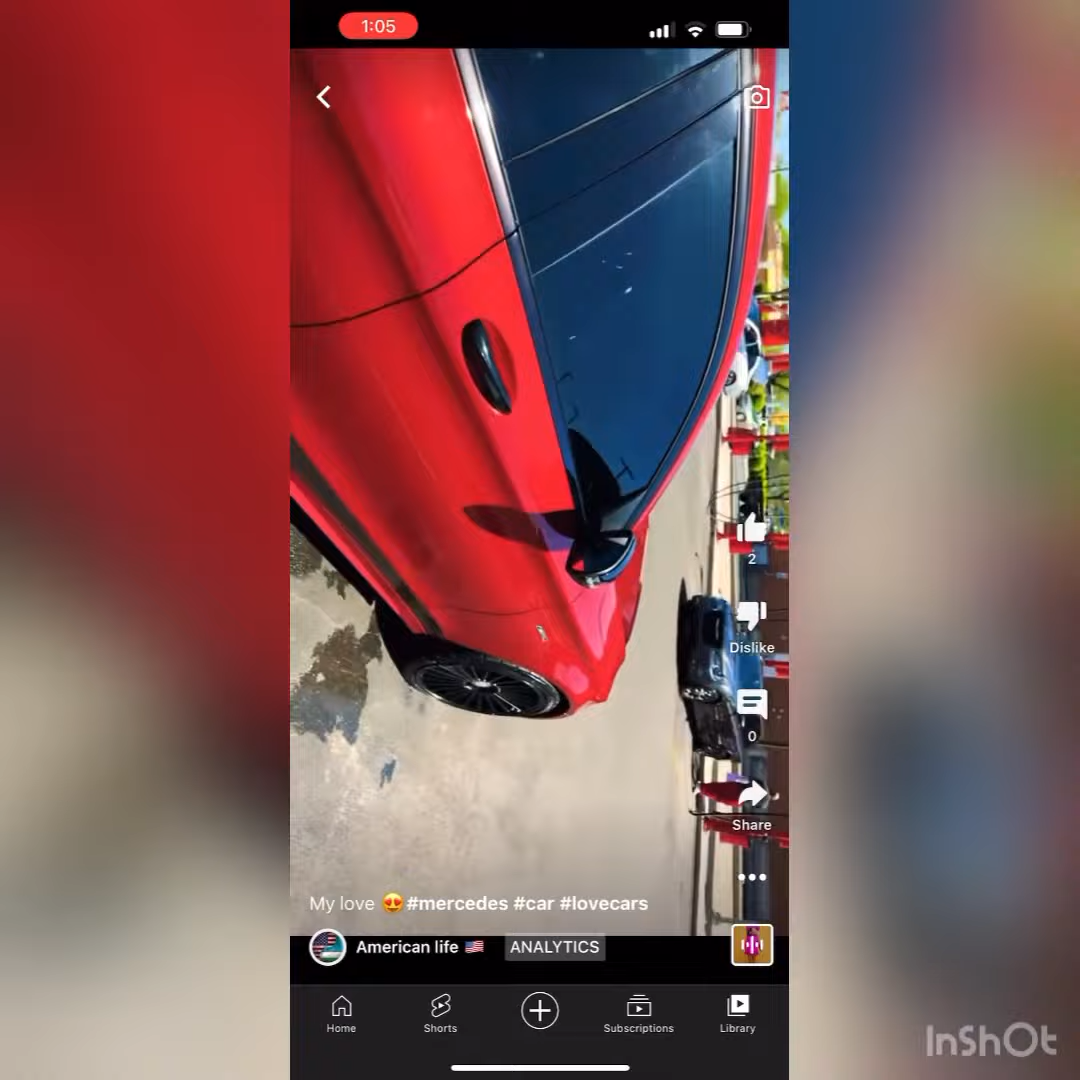 1:05
2
Dislike
0
Share
My love 😍 #mercedes #car #lovecars
American life 🇺🇸 ANALYTICS
Home Shorts Subscriptions Library
InShOt